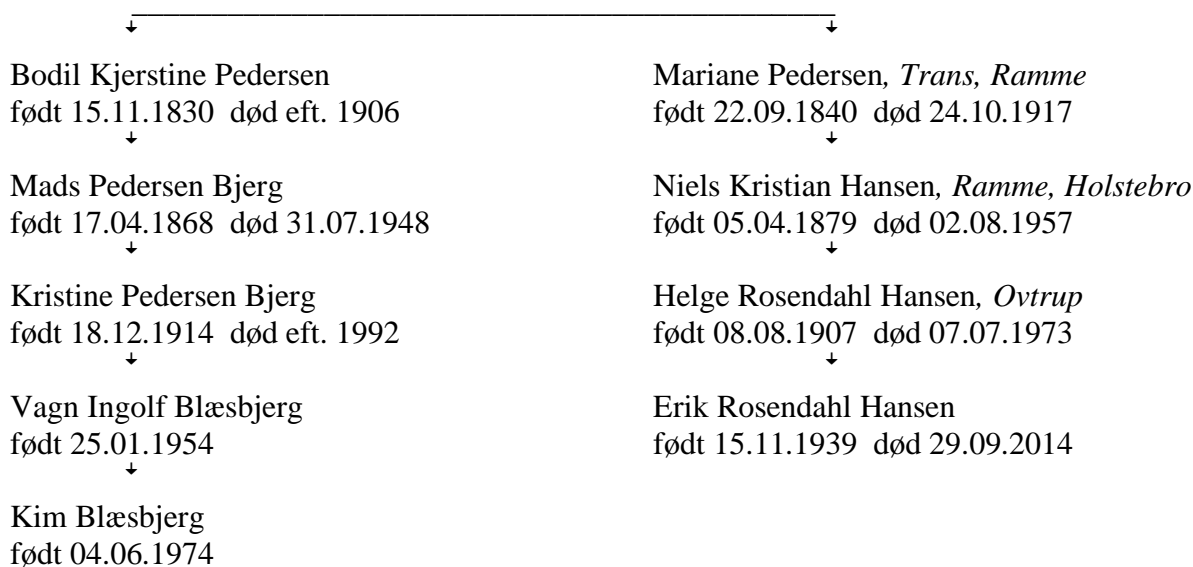 Bodil Kjerstine Pedersen
født 15.11.1830 død eft. 1906
Mads Pedersen Bjerg
født 17.04.1868 død 31.07.1948
Kristine Pedersen Bjerg
født 18.12.1914 død eft. 1992
Vagn Ingolf Blæsbjerg
født 25.01.1954
Kim Blæsbjerg
født 04.06.1974
Mariane Pedersen, Trans, Ramme
født 22.09.1840 død 24.10.1917
Niels Kristian Hansen, Ramme, Holstebro
født 05.04.1879 død 02.08.1957
Helge Rosendahl Hansen, Ovtrup
født 08.08.1907 død 07.07.1973
Erik Rosendahl Hansen
født 15.11.1939 død 29.09.2014